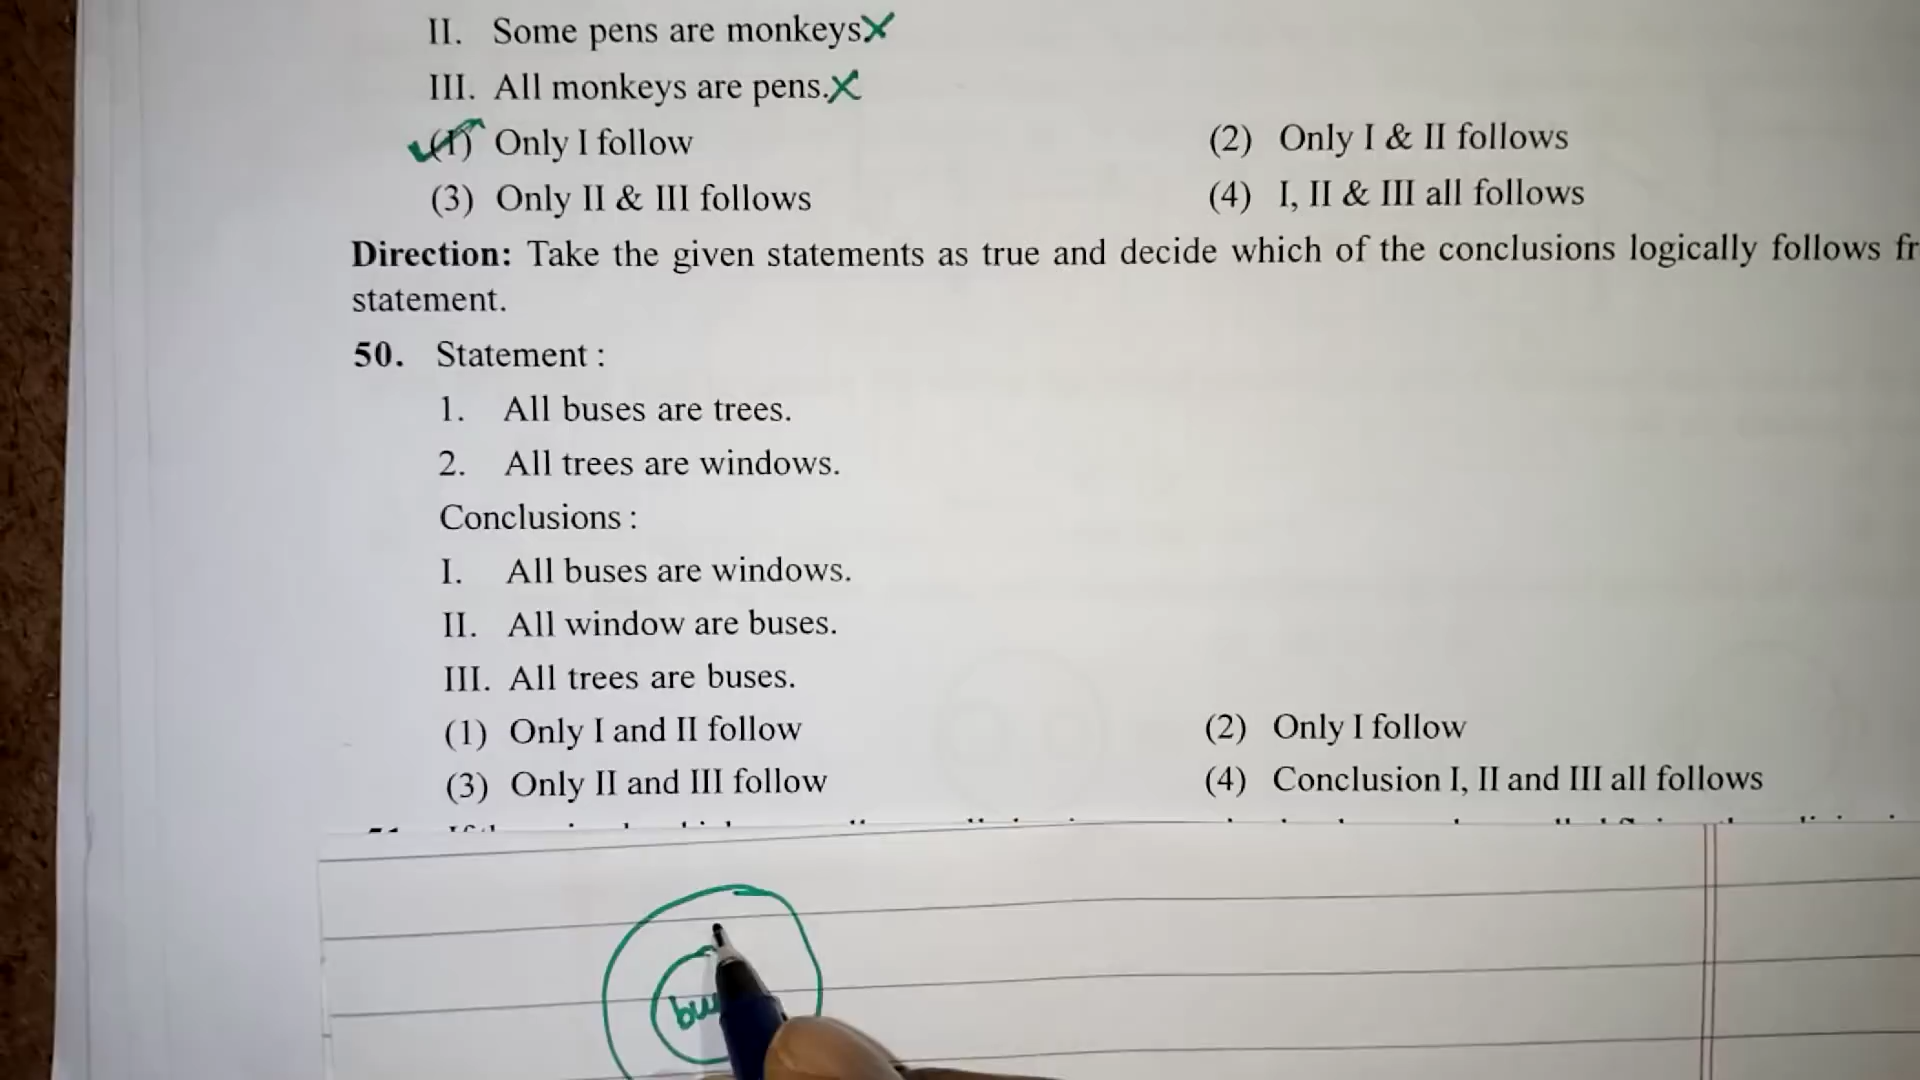 II. Some pens are monkeys
III. All monkeys are pens.
(1) Only I follow (2) Only I & II follows
(3) Only II & III follows (4) I, II & III all follows
Direction: Take the given statements as true and decide which of the conclusions logically follows
statement.
50. Statement :
1. All buses are trees.
2. All trees are windows.
Conclusions :
I. All buses are windows.
II. All window are buses.
III. All trees are buses.
(1) Only I and II follow (2) Only I follow
(3) Only II and III follow (4) Conclusion I, II and III all follows